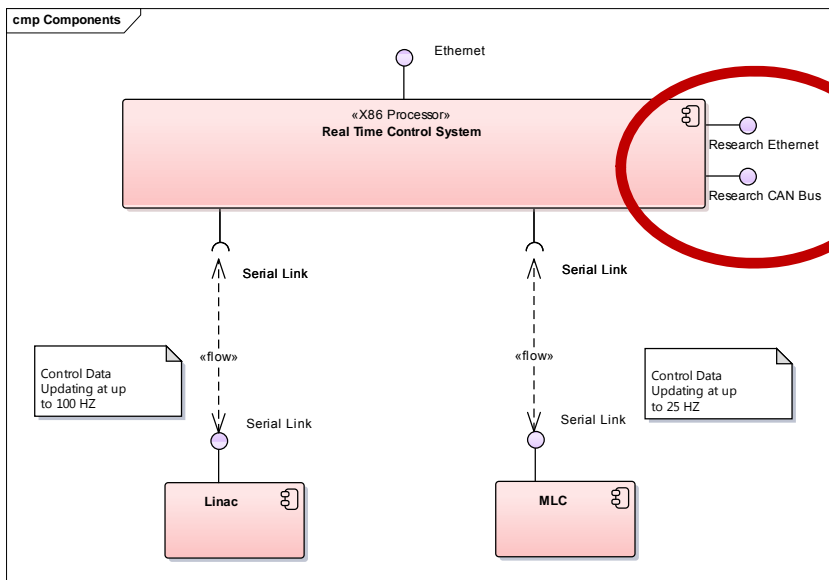 cmp Components
Ethernet
«X86 Processor»
Real Time Control System
Research Ethernet
Research CAN Bus
Serial Link
Serial Link
«flow»
«flow»
Control Data
Updating at up
to 100 HZ
Control Data
Updating at up
to 25 HZ
Serial Link
Serial Link
Linac
MLC